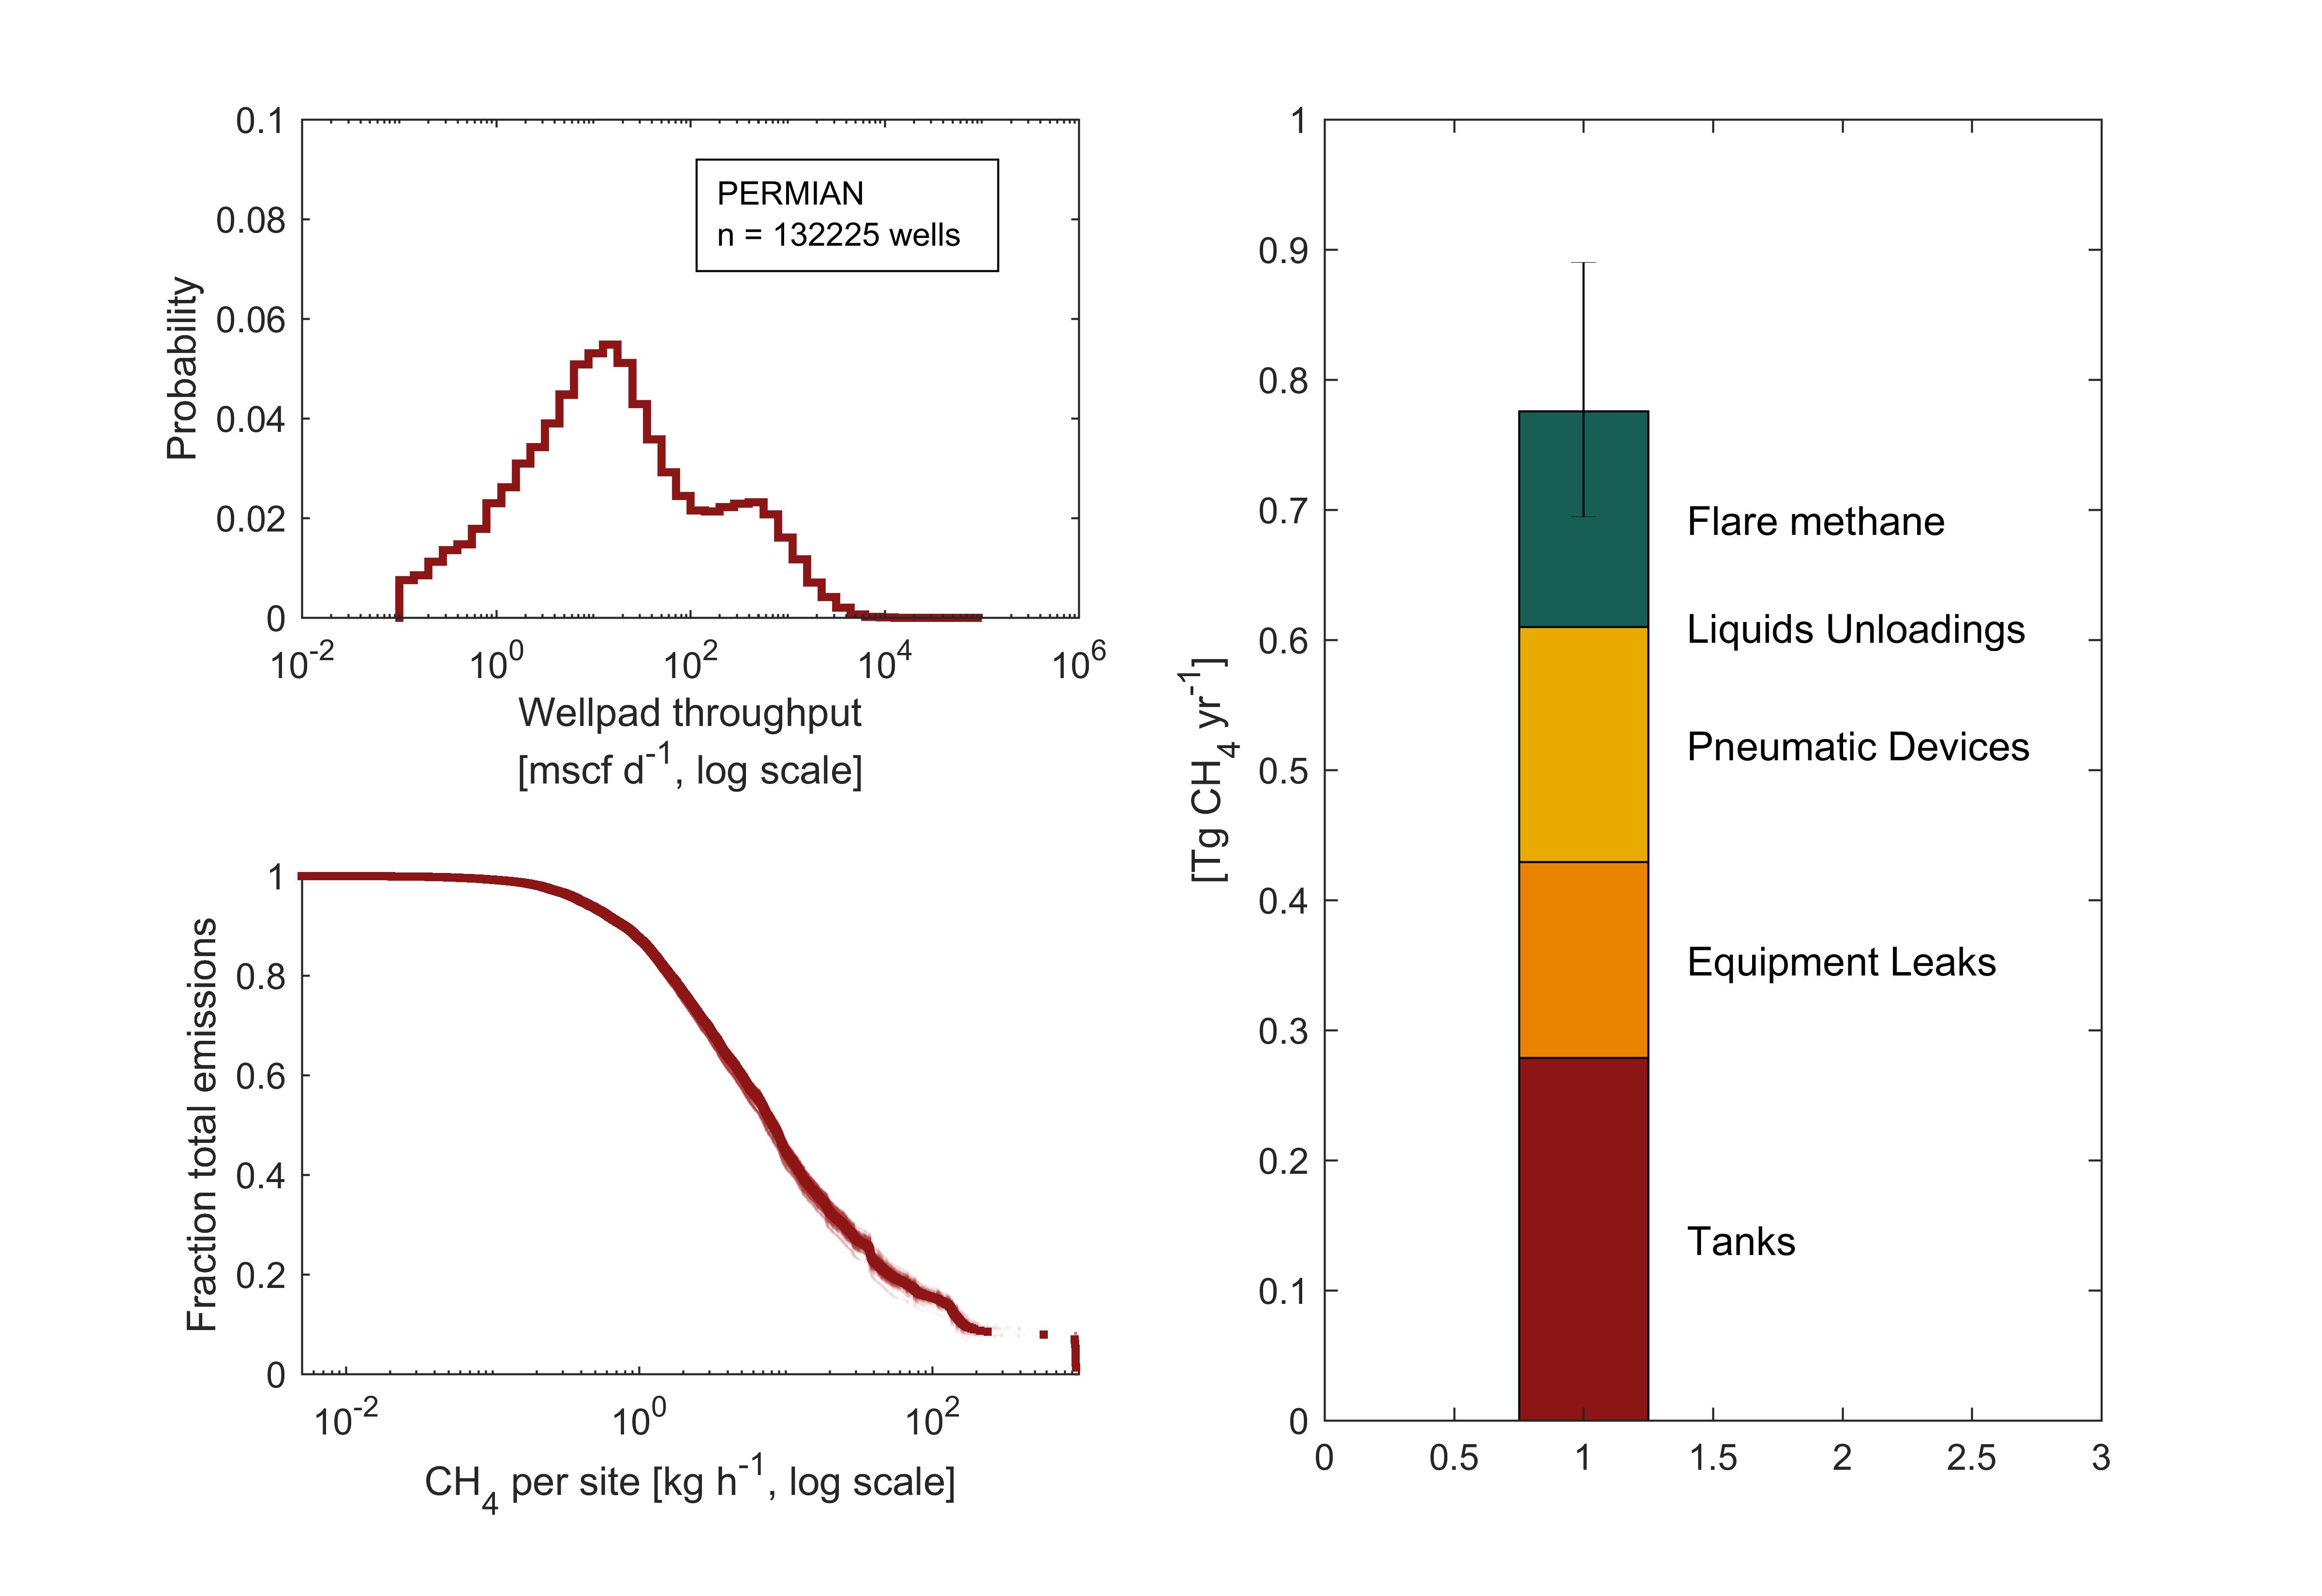 0.1
0.08
0.06
0.04
0.02
0
Probability
PERMIAN
n = 132225 wells
10^-2
10^0
10^2
10^4
10^6
Wellpad throughput
[mscf d^-1, log scale]
1
0.8
0.6
0.4
0.2
0
Fraction total emissions
10^-2
10^0
10^2
CH_4 per site [kg h^-1, log scale]
1
0.9
0.8
0.7
0.6
0.5
0.4
0.3
0.2
0.1
0
[Tg CH_4 yr^-1]
Flare methane
Liquids Unloadings
Pneumatic Devices
Equipment Leaks
Tanks
0
0.5
1
1.5
2
2.5
3